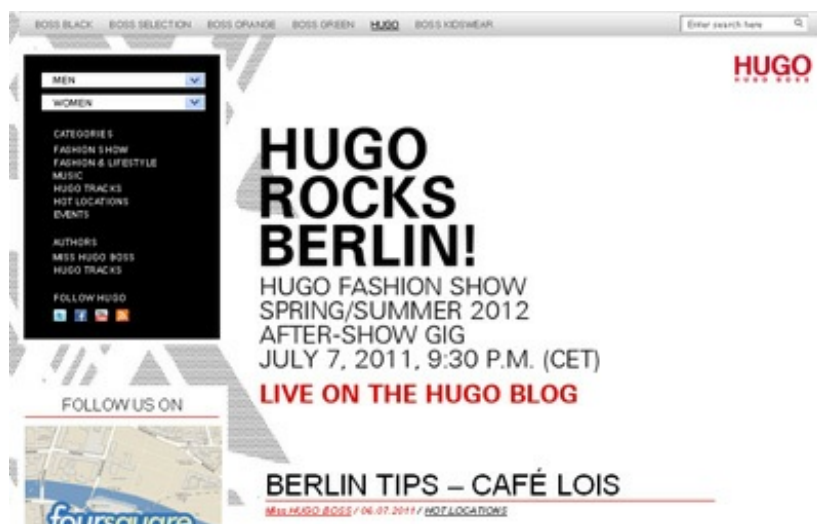 BOSS BLACK BOSS SELECTION BOSS ORANGE BOSS GREEN HUGO BOSS KIDSWEAR
Enter search here
HUGO
HUGO BOSS
MEN
WOMEN
CATEGORIES
FASHION SHOW
FASHION & LIFESTYLE
MUSIC
HUGO TRACKS
HOT LOCATIONS
EVENTS
AUTHORS
MISS HUGO BOSS
HUGO TRACKS
FOLLOW HUGO
HUGO
ROCKS
BERLIN!
HUGO FASHION SHOW
SPRING/SUMMER 2012
AFTER-SHOW GIG
JULY 7, 2011, 9:30 P.M. (CET)
LIVE ON THE HUGO BLOG
FOLLOW US ON
foursquare
BERLIN TIPS – CAFÉ LOIS
Miss HUGO BOSS / 06.07.2011 / HOT LOCATIONS